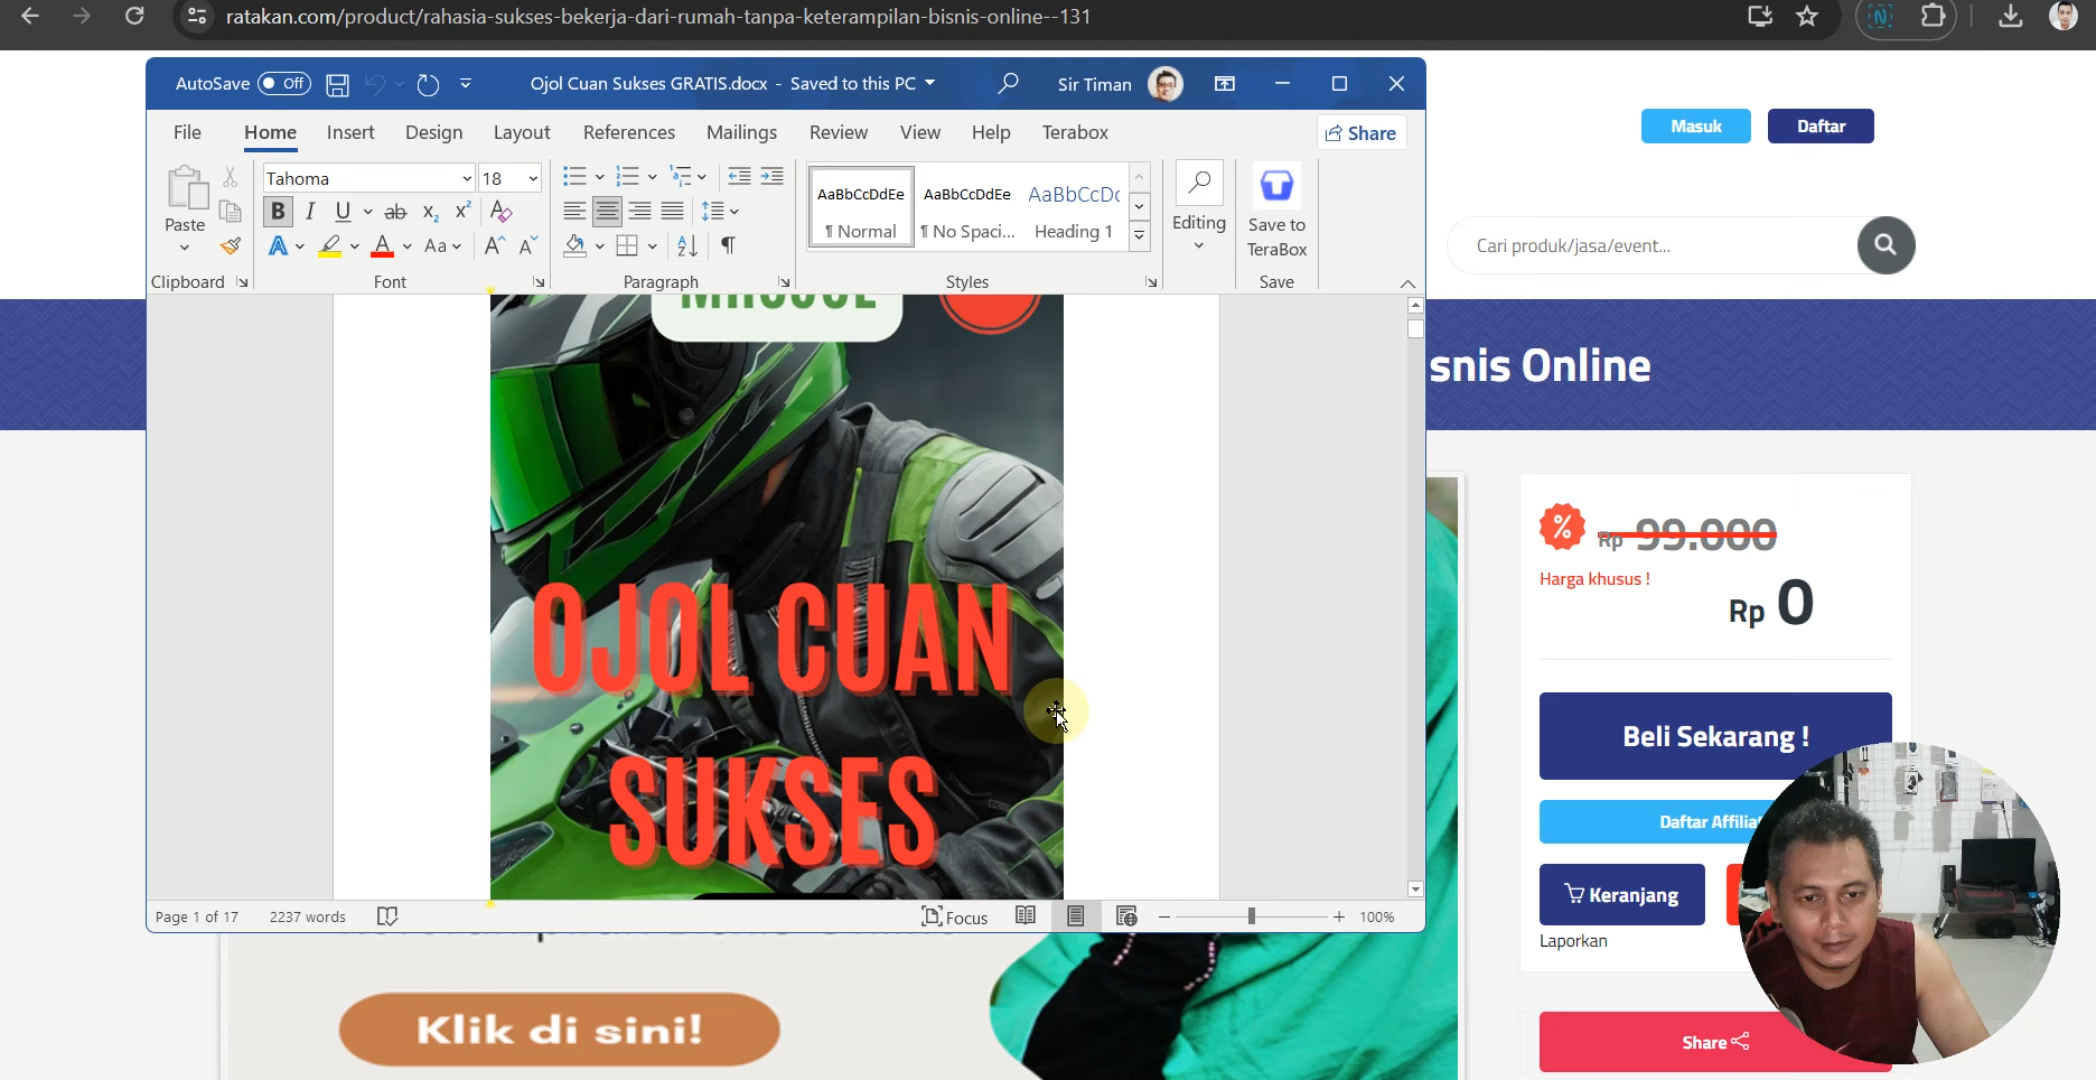 ratakan.com/product/rahasia-sukses-bekerja-dari-rumah-tanpa-keterampilan-bisnis-online--131
AutoSave Off
Ojol Cuan Sukses GRATIS.docx - Saved to this PC
Sir Timan
File Home Insert Design Layout References Mailings Review View Help Terabox
Share
Paste
Clipboard
Tahoma 18
B I U ab x₂ x²
A A Aa A A
Font
Paragraph
AaBbCcDdEe AaBbCcDdEe AaBbCcDc
¶ Normal ¶ No Spaci... Heading 1
Styles
Editing
Save to
TeraBox
Save
OJOL CUAN
SUKSES
Page 1 of 17 2237 words
Focus
100%
Masuk Daftar
Cari produk/jasa/event...
snis Online
% Rp 99.000
Harga khusus !
Rp 0
Beli Sekarang !
Daftar Affilia
Keranjang
Laporkan
Share
Klik di sini!